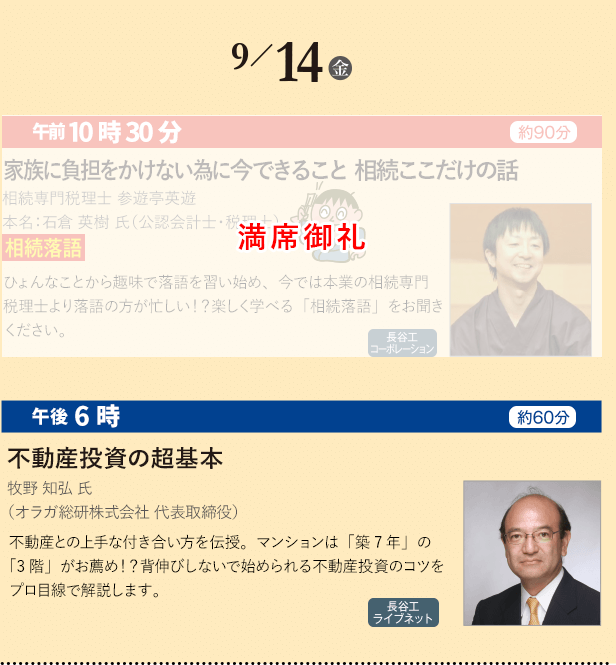 9／14 金
午前10時30分 約90分
家族に負担をかけない為に今できること 相続ここだけの話
相続専門税理士 参遊亭英遊
本名：石倉 英樹 氏（公認会計士・税理士）
満席御礼
相続落語
ひょんなことから趣味で落語を習い始め、今では本業の相続専門
税理士より落語の方が忙しい！？楽しく学べる「相続落語」をお聞き
ください。
長谷工
コーポレーション
午後6時 約60分
不動産投資の超基本
牧野 知弘 氏
（オラガ総研株式会社 代表取締役）
不動産との上手な付き合い方を伝授。マンションは「築7年」の
「3階」がお薦め！？背伸びしないで始められる不動産投資のコツを
プロ目線で解説します。
長谷工
ライブネット